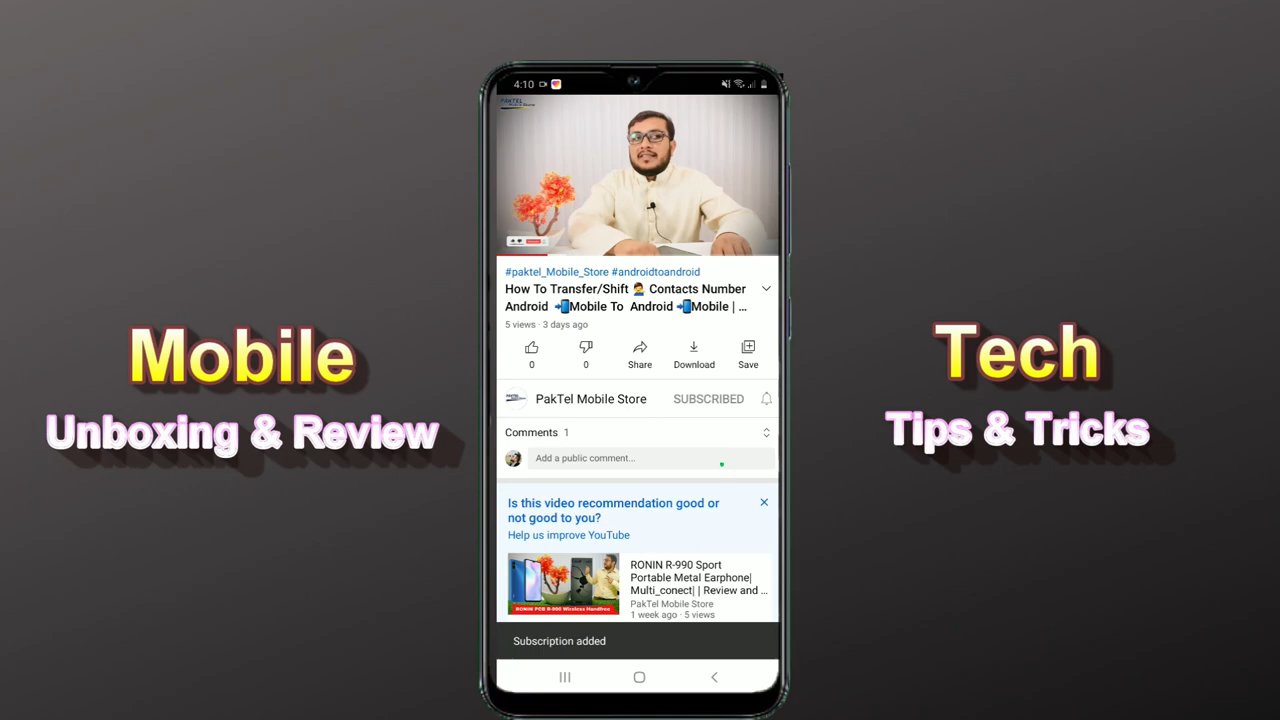 4:10
PAKTEL
#paktel_Mobile_Store #androidtoandroid
How To Transfer/Shift 🤷 Contacts Number
Android 📲Mobile To Android 📲Mobile | ...
5 views · 3 days ago
0
0
Share
Download
Save
PakTel Mobile Store
SUBSCRIBED
Comments 1
Add a public comment...
Is this video recommendation good or
not good to you?
Help us improve YouTube
RONIN R-990 Sport
Portable Metal Earphone|
Multi_conect| | Review and ...
PakTel Mobile Store
1 week ago · 5 views
Subscription added
Mobile
Unboxing & Review
Tech
Tips & Tricks